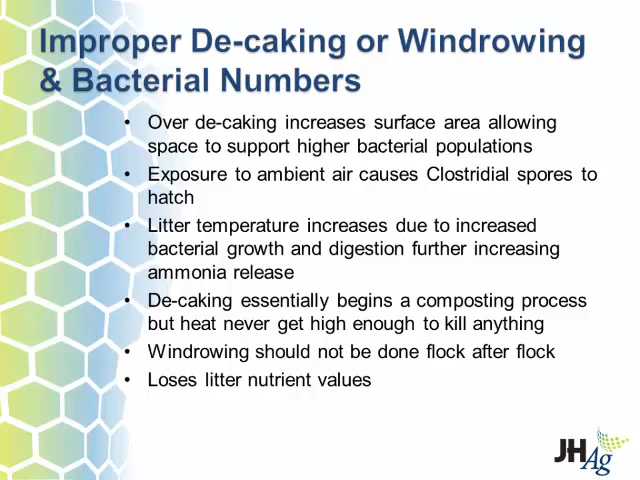 Improper De-caking or Windrowing
& Bacterial Numbers
• Over de-caking increases surface area allowing
space to support higher bacterial populations
• Exposure to ambient air causes Clostridial spores to
hatch
• Litter temperature increases due to increased
bacterial growth and digestion further increasing
ammonia release
• De-caking essentially begins a composting process
but heat never get high enough to kill anything
• Windrowing should not be done flock after flock
• Loses litter nutrient values
JH
Ag